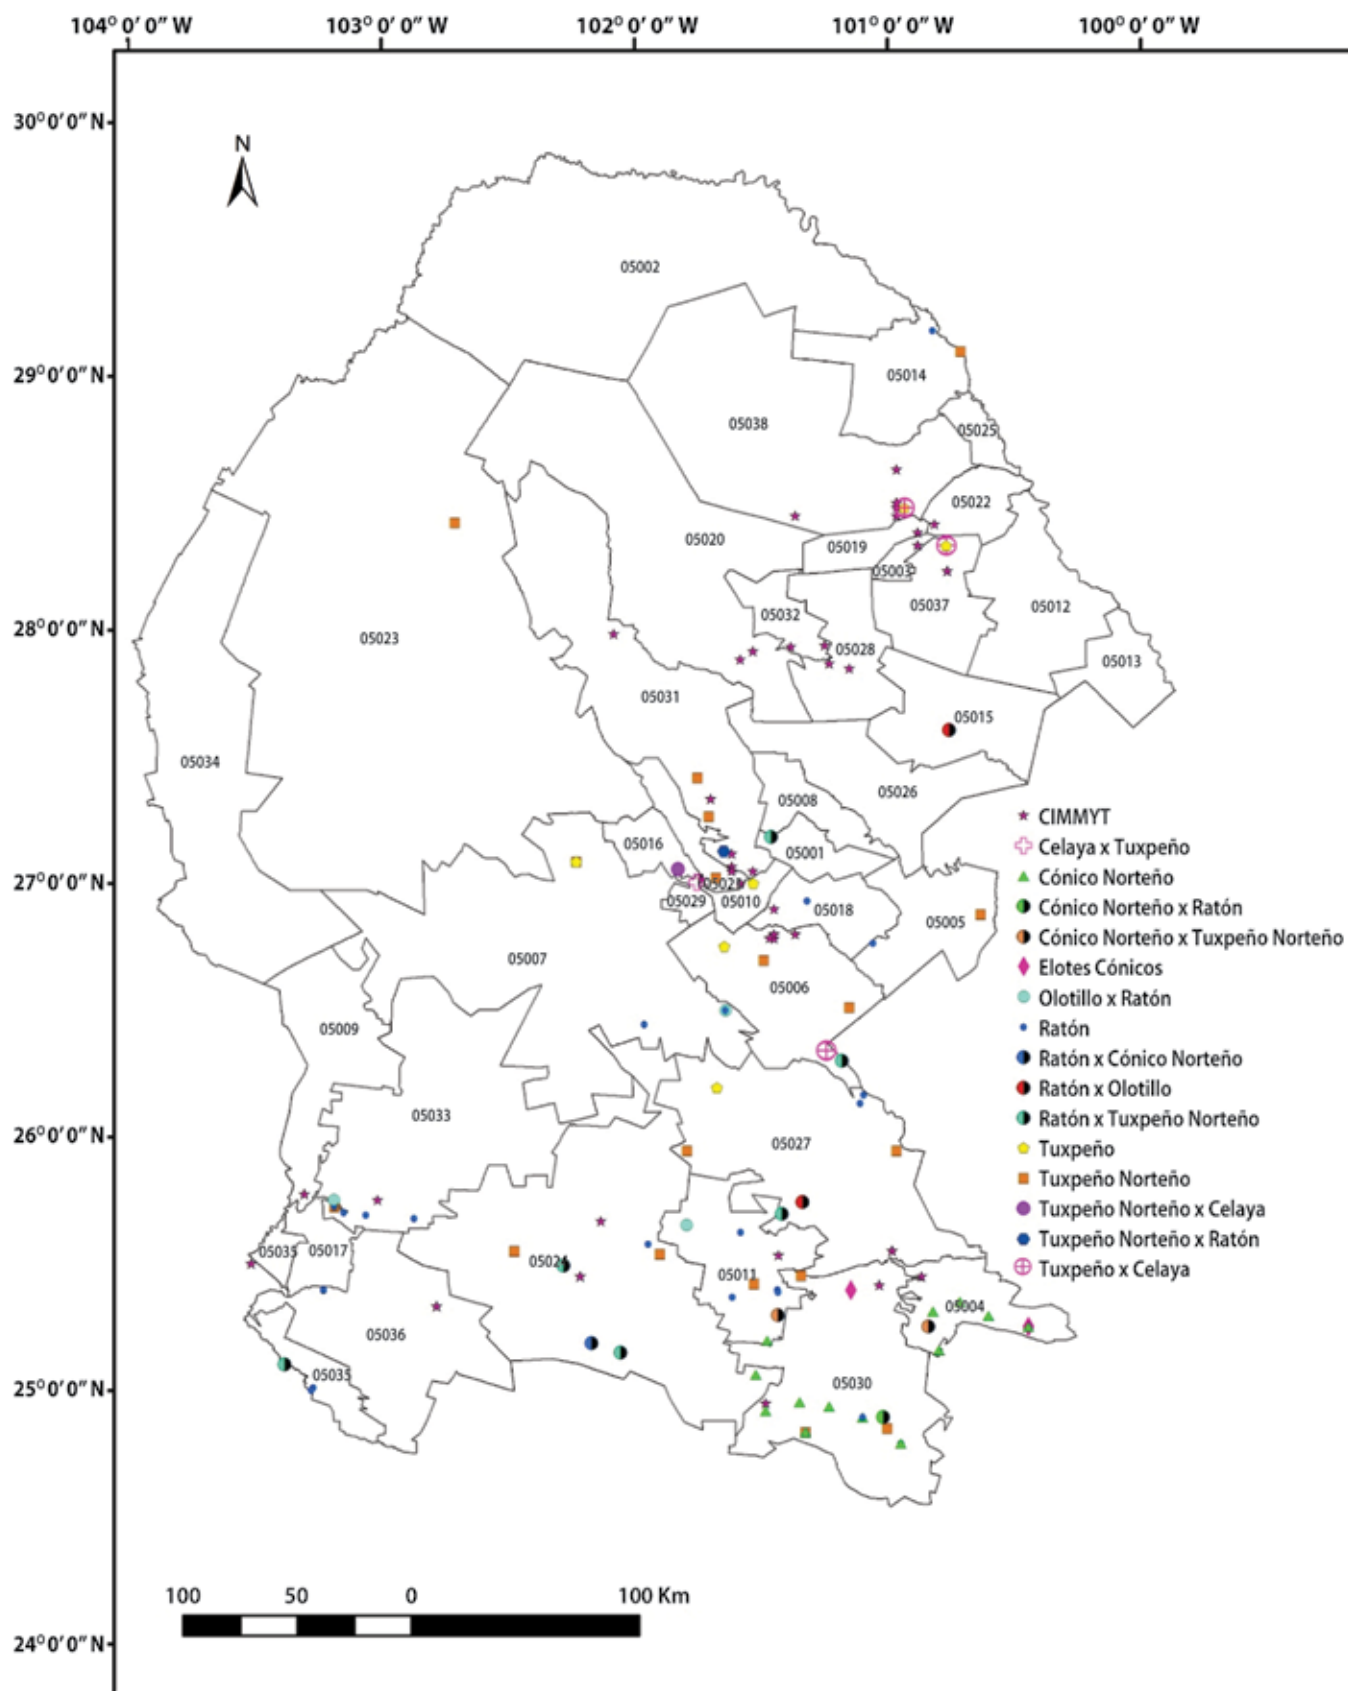 104° 0' 0" W 103° 0' 0" W 102° 0' 0" W 101° 0' 0" W 100° 0' 0" W
30° 0' 0" N
N
05002
29° 0' 0" N
05014
05038
05025
05022
05020
05019
05003
05037
05012
05032
28° 0' 0" N
05023
05028
05013
05031
05015
05034
05026
05008
05016
05001
27° 0' 0" N
05029
05010
05018
05005
05007
05006
05009
05033
26° 0' 0" N
05027
05017
05024
05011
05004
05036
05035
25° 0' 0" N
05030
24° 0' 0" N
CIMMYT
Celaya x Tuxpeño
Cónico Norteño
Cónico Norteño x Ratón
Cónico Norteño x Tuxpeño Norteño
Elotes Cónicos
Olotillo x Ratón
Ratón
Ratón x Cónico Norteño
Ratón x Olotillo
Ratón x Tuxpeño Norteño
Tuxpeño
Tuxpeño Norteño
Tuxpeño Norteño x Celaya
Tuxpeño Norteño x Ratón
Tuxpeño x Celaya
100 50 0 100 Km